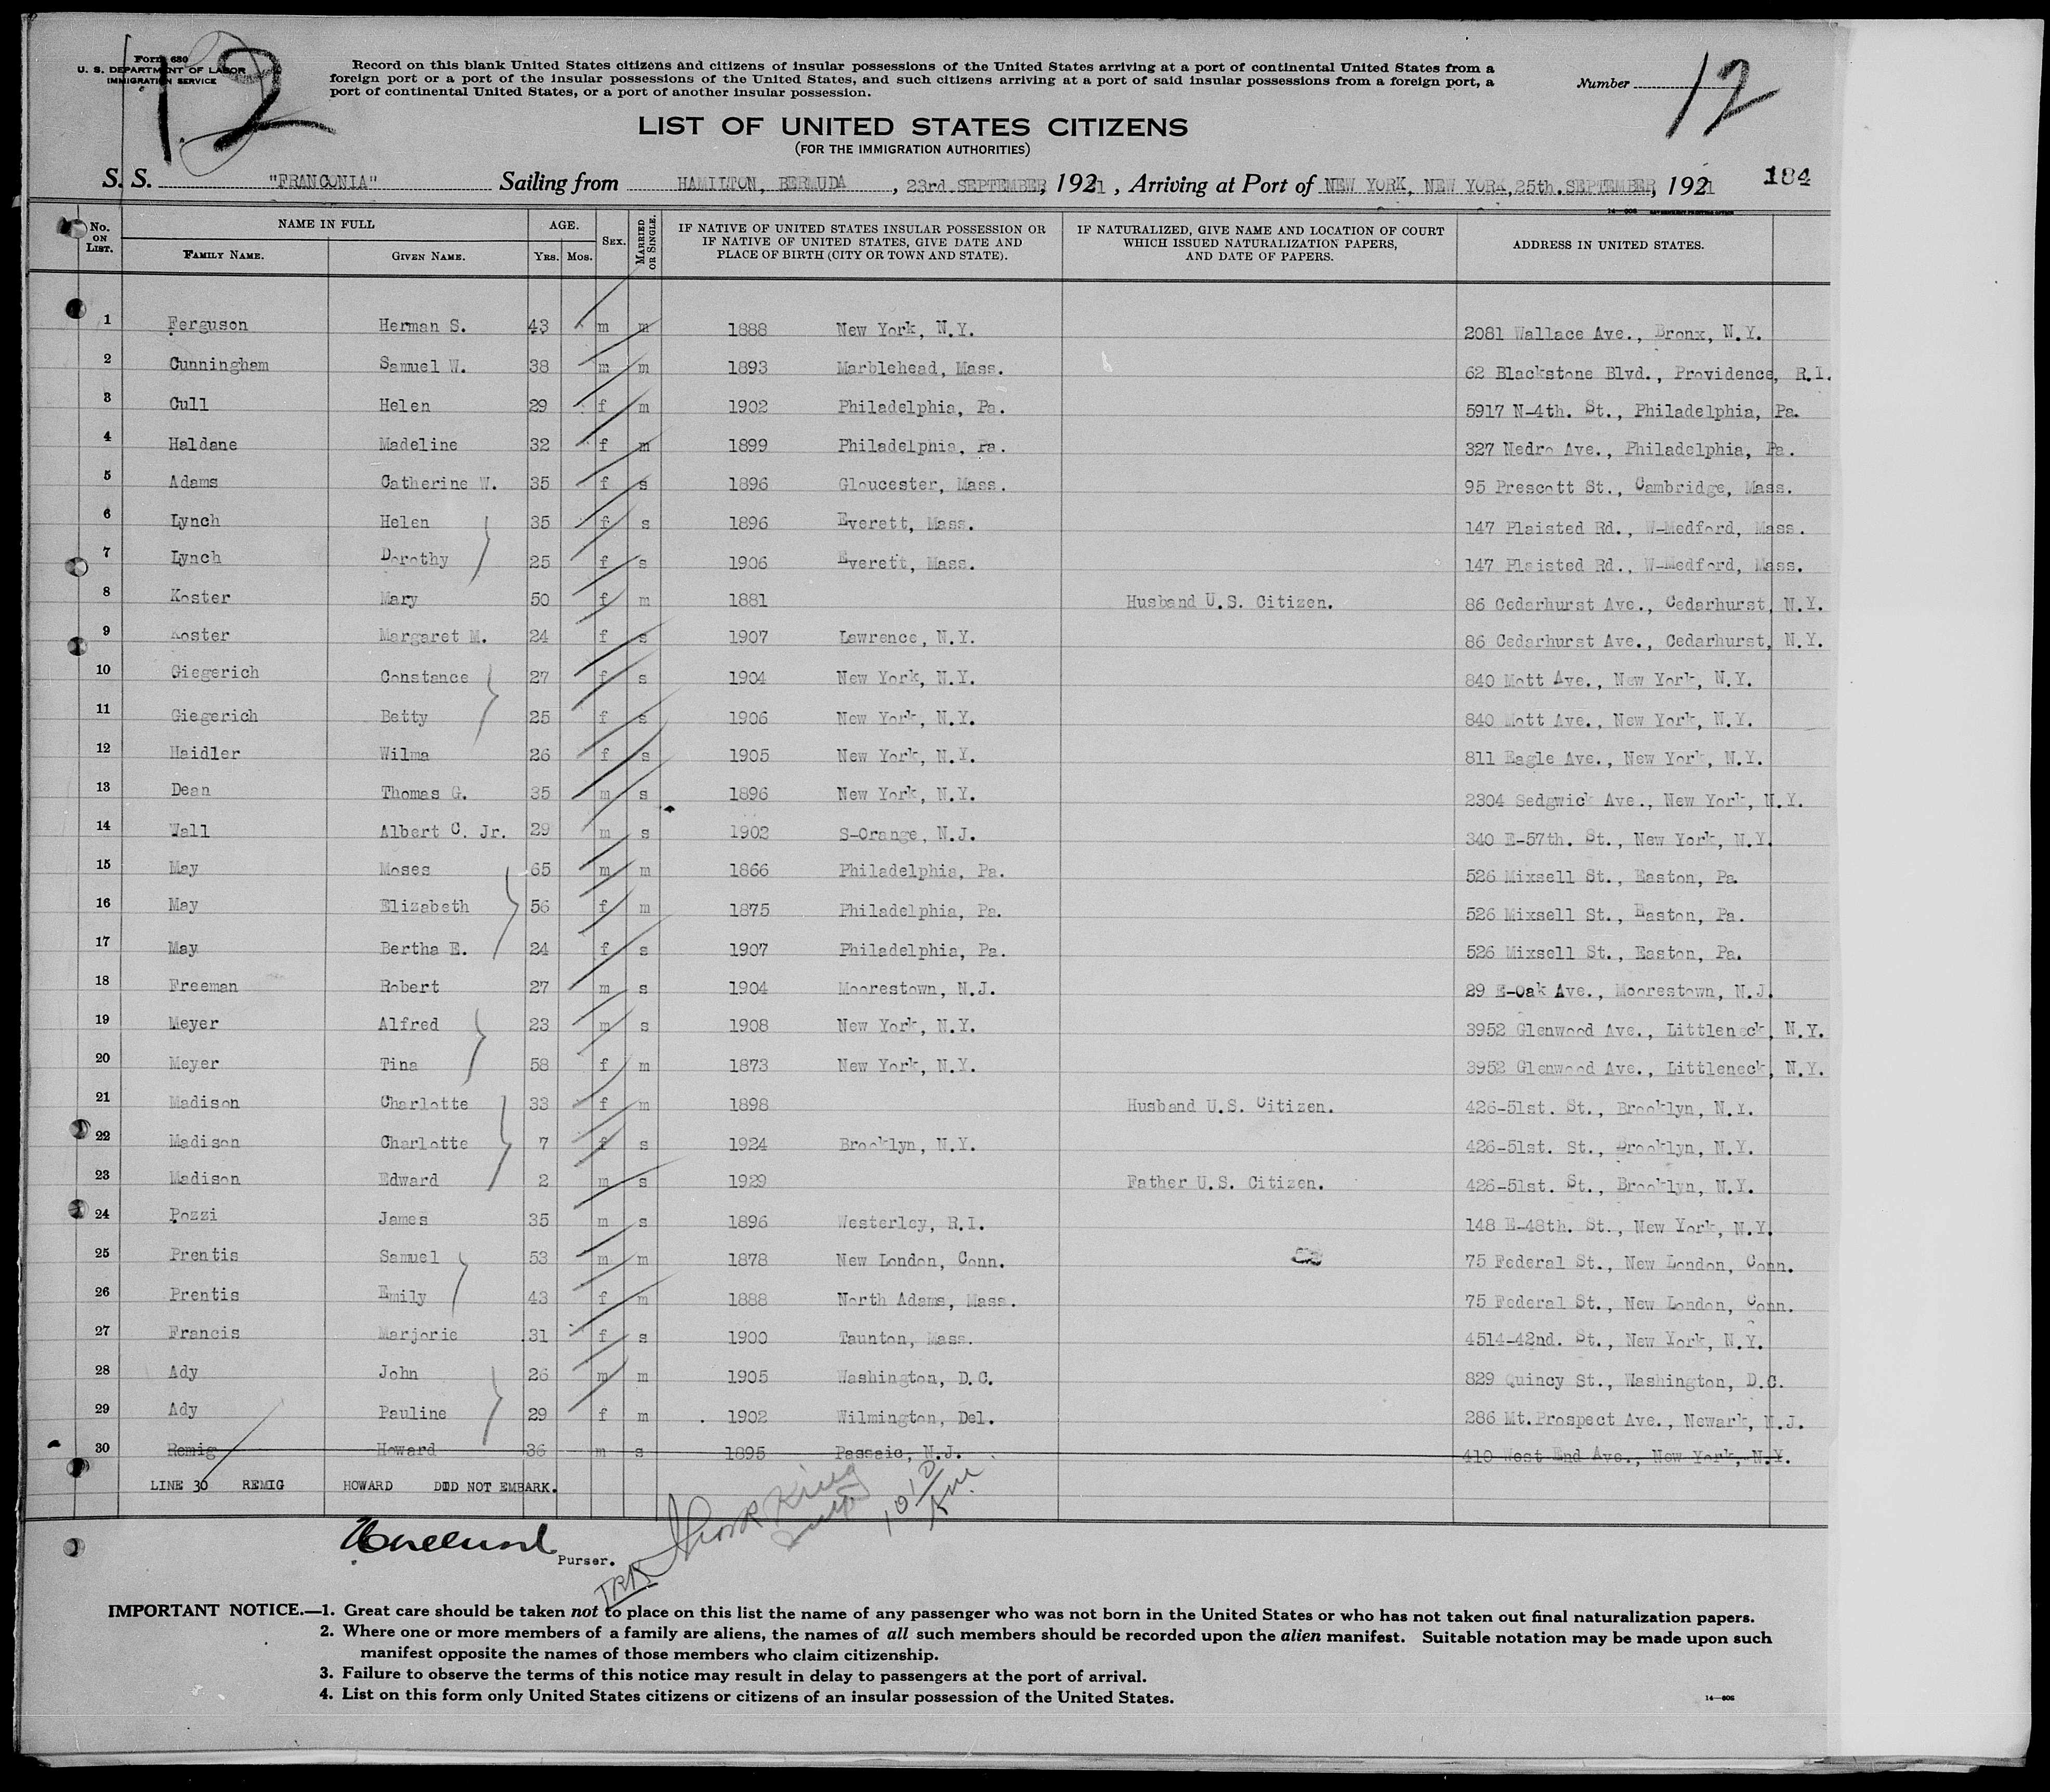 12
Form 630
U. S. DEPARTMENT OF LABOR
IMMIGRATION SERVICE
Record on this blank United States citizens and citizens of insular possessions of the United States arriving at a port of continental United States from a
foreign port or a port of the insular possessions of the United States, and such citizens arriving at a port of said insular possessions from a foreign port, a
port of continental United States, or a port of another insular possession.
Number 12
LIST OF UNITED STATES CITIZENS
(FOR THE IMMIGRATION AUTHORITIES)
S. S. "FRANCONIA" Sailing from HAMILTON, BERMUDA, 23rd. SEPTEMBER, 1921, Arriving at Port of NEW YORK, NEW YORK, 25th. SEPTEMBER, 1921 184
No. ON LIST. NAME IN FULL FAMILY NAME. GIVEN NAME. AGE. YRS. MOS. SEX. MARRIED OR SINGLE. IF NATIVE OF UNITED STATES INSULAR POSSESSION OR IF NATIVE OF UNITED STATES, GIVE DATE AND PLACE OF BIRTH (CITY OR TOWN AND STATE). IF NATURALIZED, GIVE NAME AND LOCATION OF COURT WHICH ISSUED NATURALIZATION PAPERS, AND DATE OF PAPERS. ADDRESS IN UNITED STATES.
1 Ferguson Herman S. 43 m m 1888 New York, N.Y. 2081 Wallace Ave., Bronx, N.Y.
2 Cunningham Samuel W. 38 m m 1893 Marblehead, Mass. 62 Blackstone Blvd., Providence, R.I.
3 Cull Helen 29 f m 1902 Philadelphia, Pa. 5917 N-4th. St., Philadelphia, Pa.
4 Haldane Madeline 32 f m 1899 Philadelphia, Pa. 327 Nedro Ave., Philadelphia, Pa.
5 Adams Catherine W. 35 f s 1896 Gloucester, Mass. 95 Prescott St., Cambridge, Mass.
6 Lynch Helen 35 f s 1896 Everett, Mass. 147 Plaisted Rd., W-Medford, Mass.
7 Lynch Dorothy 25 f s 1906 Everett, Mass. 147 Plaisted Rd., W-Medford, Mass.
8 Koster Mary 50 f m 1881 Husband U.S. Citizen. 86 Cedarhurst Ave., Cedarhurst, N.Y.
9 Koster Margaret M. 24 f s 1907 Lawrence, N.Y. 86 Cedarhurst Ave., Cedarhurst, N.Y.
10 Giegerich Constance 27 f s 1904 New York, N.Y. 840 Mott Ave., New York, N.Y.
11 Giegerich Betty 25 f s 1906 New York, N.Y. 840 Mott Ave., New York, N.Y.
12 Haidler Wilma 26 f s 1905 New York, N.Y. 811 Eagle Ave., New York, N.Y.
13 Dean Thomas G. 35 m s 1896 New York, N.Y. 2304 Sedgwick Ave., New York, N.Y.
14 Wall Albert C. Jr. 29 m s 1902 S-Orange, N.J. 340 E-57th. St., New York, N.Y.
15 May Moses 65 m m 1866 Philadelphia, Pa. 526 Mixsell St., Easton, Pa.
16 May Elizabeth 56 f m 1875 Philadelphia, Pa. 526 Mixsell St., Easton, Pa.
17 May Bertha E. 24 f s 1907 Philadelphia, Pa. 526 Mixsell St., Easton, Pa.
18 Freeman Robert 27 m s 1904 Moorestown, N.J. 29 E-Oak Ave., Moorestown, N.J.
19 Meyer Alfred 23 m s 1908 New York, N.Y. 3952 Glenwood Ave., Littleneck, N.Y.
20 Meyer Tina 58 f m 1873 New York, N.Y. 3952 Glenwood Ave., Littleneck, N.Y.
21 Madison Charlotte 33 f m 1898 Husband U.S. Citizen. 426-51st. St., Brooklyn, N.Y.
22 Madison Charlotte 7 f s 1924 Brooklyn, N.Y. 426-51st. St., Brooklyn, N.Y.
23 Madison Edward 2 m s 1929 Father U.S. Citizen. 426-51st. St., Brooklyn, N.Y.
24 Pozzi James 35 m s 1896 Westerley, R.I. 148 E-48th. St., New York, N.Y.
25 Prentis Samuel 53 m m 1878 New London, Conn. 75 Federal St., New London, Conn.
26 Prentis Emily 43 f m 1888 North Adams, Mass. 75 Federal St., New London, Conn.
27 Francis Marjorie 31 f s 1900 Taunton, Mass. 4514-42nd. St., New York, N.Y.
28 Ady John 26 m m 1905 Washington, D.C. 829 Quincy St., Washington, D.C.
29 Ady Pauline 29 f m 1902 Wilmington, Del. 286 Mt.Prospect Ave., Newark, N.J.
30 Remig Howard 36 m s 1895 Passaic, N.J. 410 West End Ave., New York, N.Y.
LINE 30 REMIG HOWARD DID NOT EMBARK.
Purser.
IMPORTANT NOTICE.—1. Great care should be taken not to place on this list the name of any passenger who was not born in the United States or who has not taken out final naturalization papers.
2. Where one or more members of a family are aliens, the names of all such members should be recorded upon the alien manifest. Suitable notation may be made upon such
manifest opposite the names of those members who claim citizenship.
3. Failure to observe the terms of this notice may result in delay to passengers at the port of arrival.
4. List on this form only United States citizens or citizens of an insular possession of the United States.